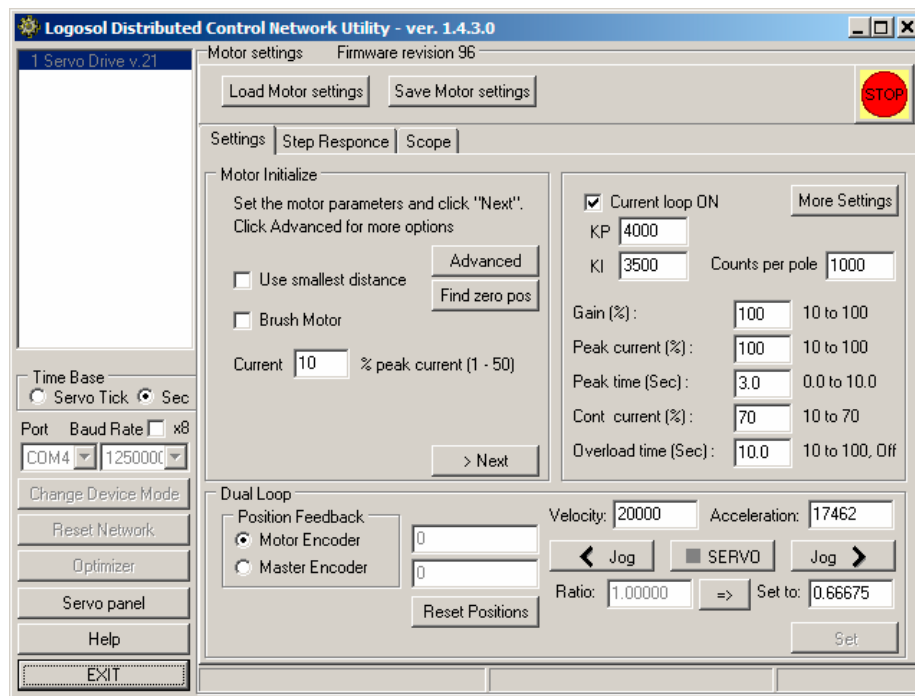 Logosol Distributed Control Network Utility - ver. 1.4.3.0
1 Servo Drive v.21
Motor settings Firmware revision 96
Load Motor settings Save Motor settings
STOP
Settings Step Responce Scope
Motor Initialize
Set the motor parameters and click "Next".
Click Advanced for more options
Advanced
Use smallest distance
Find zero pos
Brush Motor
Current 10 % peak current (1 - 50)
> Next
Current loop ON More Settings
KP 4000
KI 3500 Counts per pole 1000
Gain (%) : 100 10 to 100
Peak current (%) : 100 10 to 100
Peak time (Sec) : 3.0 0.0 to 10.0
Cont current (%) : 70 10 to 70
Overload time (Sec) : 10.0 10 to 100, Off
Time Base
Servo Tick Sec
Port Baud Rate x8
COM4 125000(
Change Device Mode
Reset Network
Optimizer
Servo panel
Help
EXIT
Dual Loop
Position Feedback
Motor Encoder 0
Master Encoder 0
Reset Positions
Velocity: 20000 Acceleration: 17462
Jog SERVO Jog
Ratio: 1.00000 => Set to: 0.66675
Set